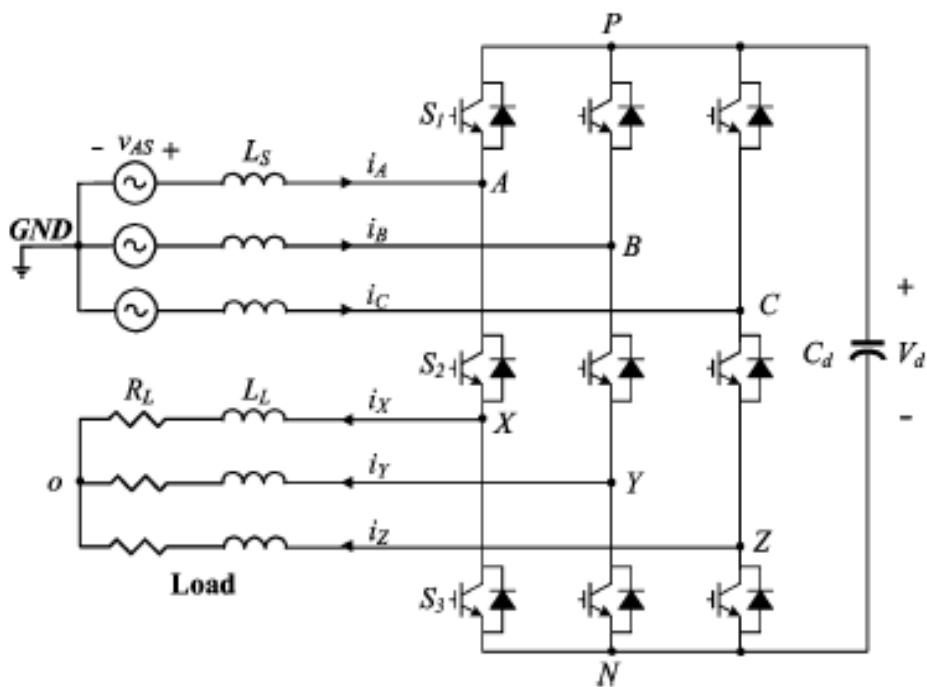 P
S1
- vAS +
LS
iA
A
GND
iB
B
iC
C
+
Cd
Vd
-
S2
RL
LL
iX
X
o
iY
Y
iZ
Z
Load
S3
N